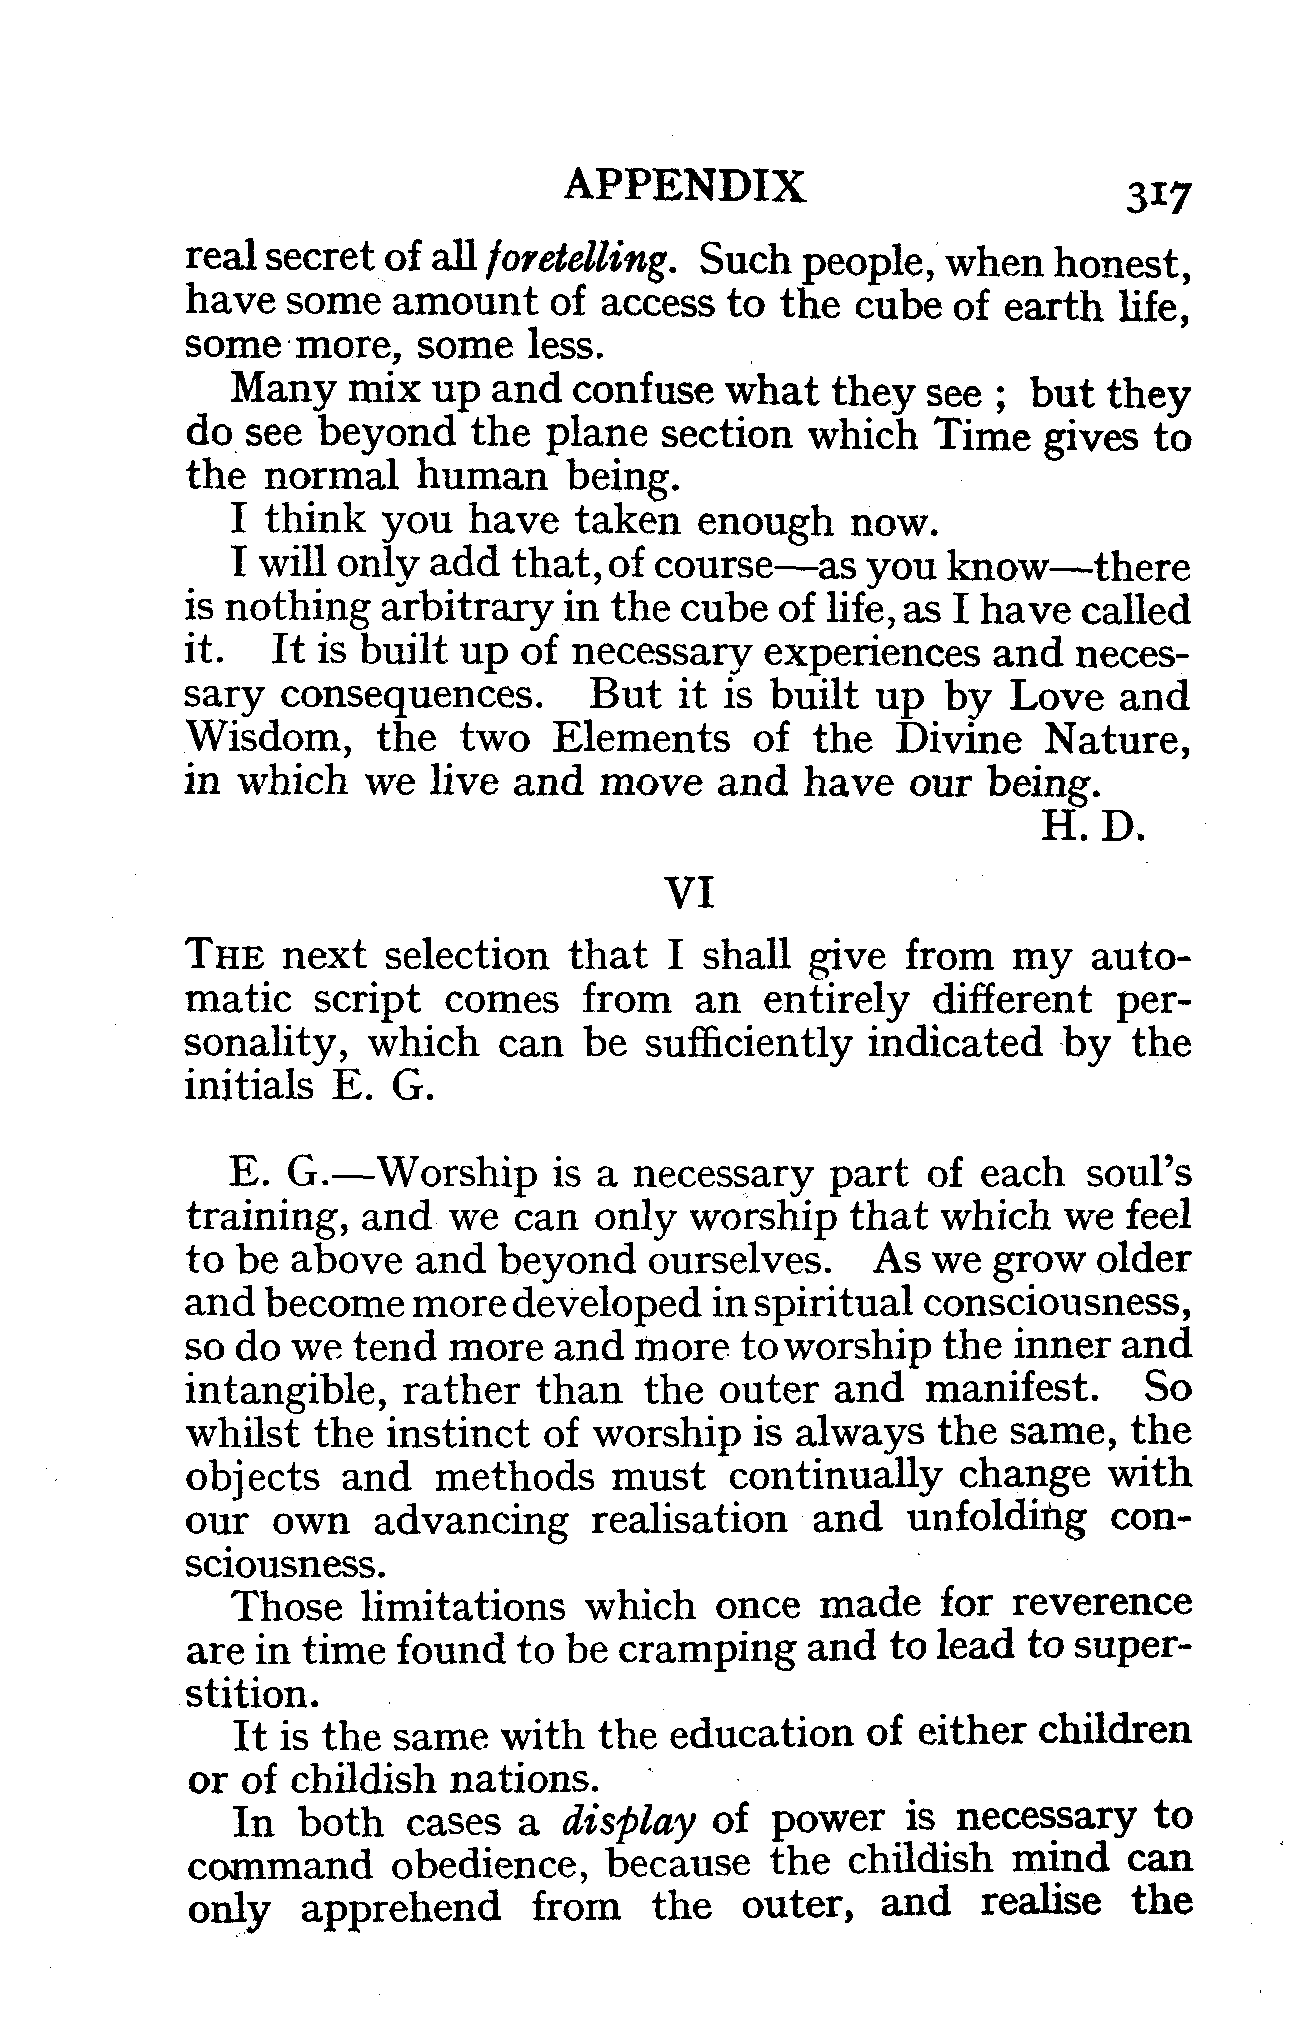 APPENDIX 317
real secret of all foretelling. Such people, when honest,
have some amount of access to the cube of earth life,
some more, some less.
Many mix up and confuse what they see ; but they
do see beyond the plane section which Time gives to
the normal human being.
I think you have taken enough now.
I will only add that, of course—as you know—there
is nothing arbitrary in the cube of life, as I have called
it. It is built up of necessary experiences and neces-
sary consequences. But it is built up by Love and
Wisdom, the two Elements of the Divine Nature,
in which we live and move and have our being.
H. D.
VI
THE next selection that I shall give from my auto-
matic script comes from an entirely different per-
sonality, which can be sufficiently indicated by the
initials E. G.
E. G.—Worship is a necessary part of each soul's
training, and we can only worship that which we feel
to be above and beyond ourselves. As we grow older
and become more developed in spiritual consciousness,
so do we tend more and more to worship the inner and
intangible, rather than the outer and manifest. So
whilst the instinct of worship is always the same, the
objects and methods must continually change with
our own advancing realisation and unfolding con-
sciousness.
Those limitations which once made for reverence
are in time found to be cramping and to lead to super-
stition.
It is the same with the education of either children
or of childish nations.
In both cases a display of power is necessary to
command obedience, because the childish mind can
only apprehend from the outer, and realise the